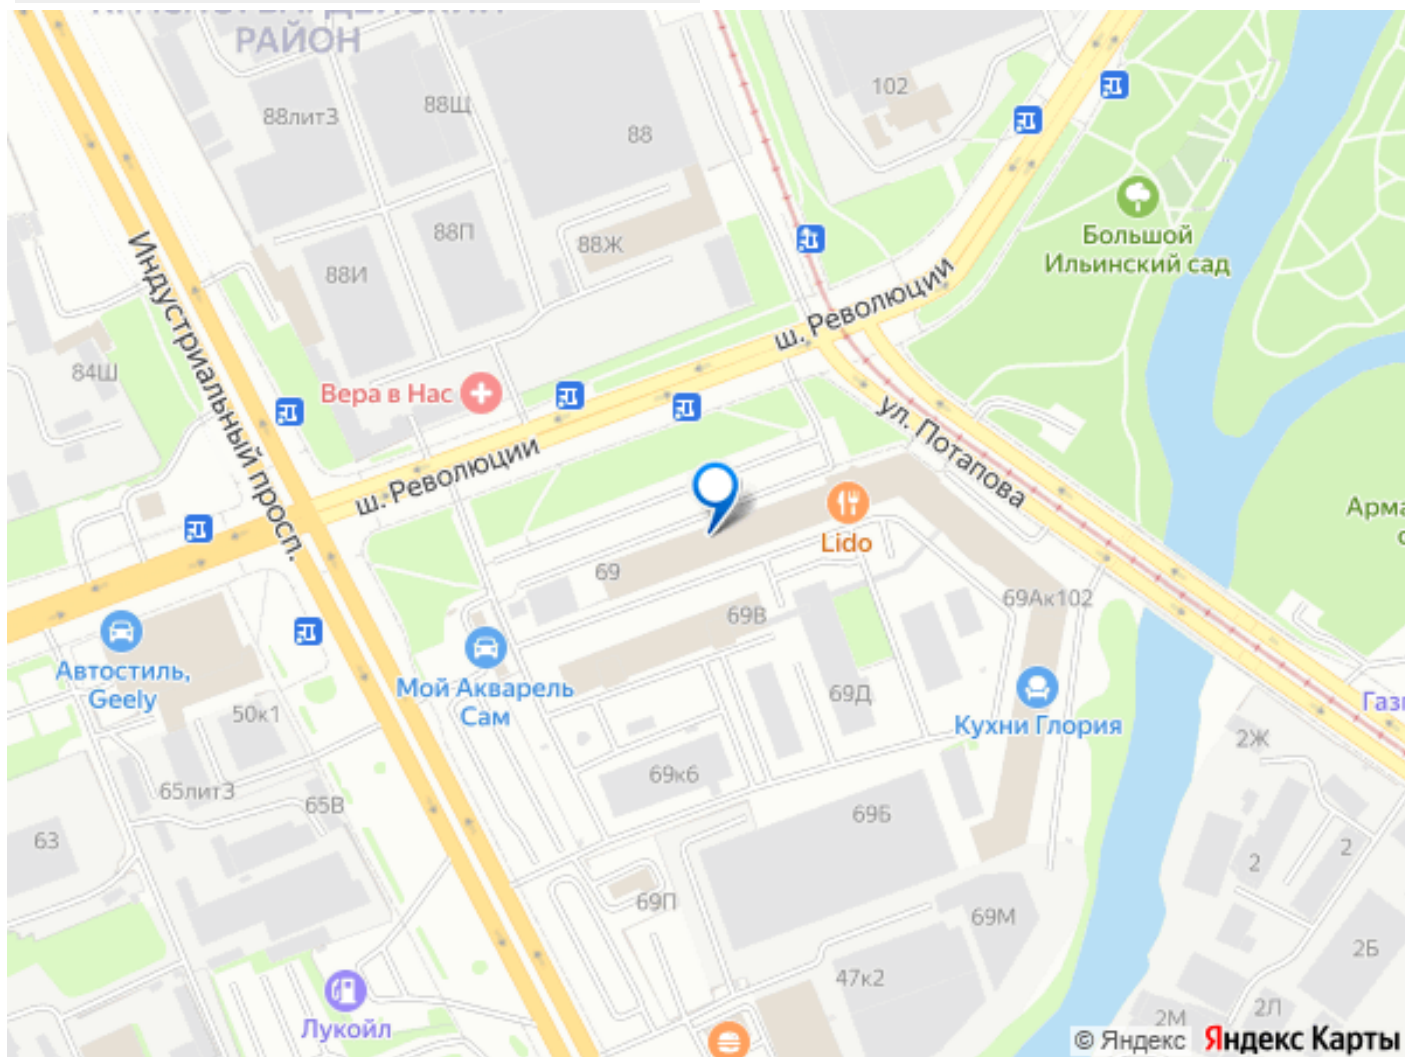 РАЙОН
88лит3
88Щ
88
102
88П
88Ж
88И
84Ш
Большой
Ильинский сад
Индустриальный просп.
ш. Революции
ш. Революции
Вера в Нас
ул. Потапова
Lido
69
69В
69Ак102
Автостиль,
Geely
Мой Акварель
Сам
50к1
69Д
Кухни Глория
2Ж
69к6
65лит3
65В
69Б
63
2
2
69П
69М
2Б
47к2
Лукойл
2М
2Л
© Яндекс Яндекс Карты